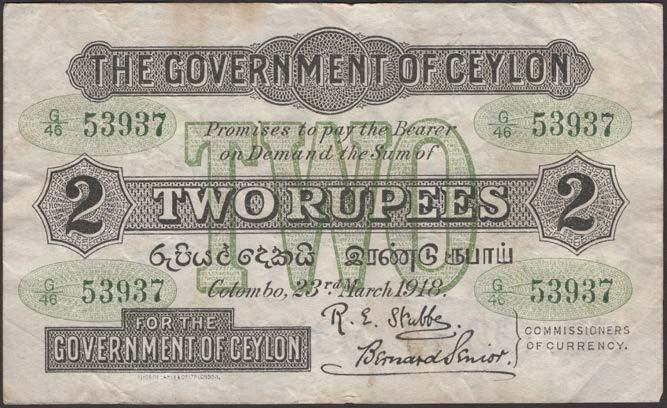 THE GOVERNMENT OF CEYLON
G/46 53937 G/46 53937
Promises to pay the Bearer
on Demand the Sum of
TWO
2 TWO RUPEES 2
රුපියල් දෙකයි இரண்டு ரூபாய்
G/46 53937 G/46 53937
Colombo, 23rd March 1918.
FOR THE
GOVERNMENT OF CEYLON
R. E. Stubbs.
Bernard Senior.
COMMISSIONERS
OF CURRENCY.